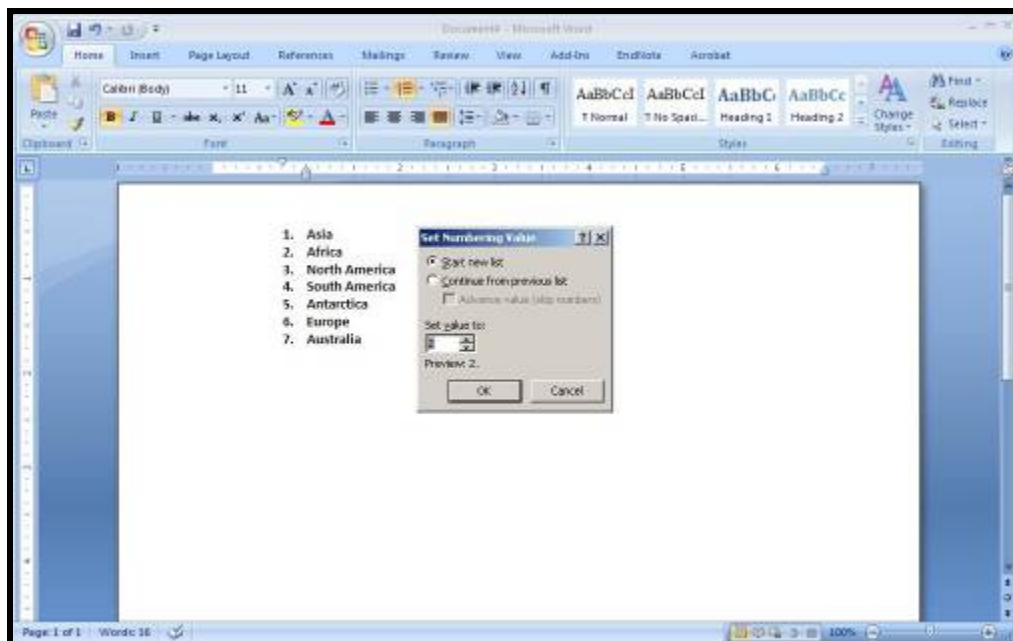 Document4 - Microsoft Word
Home Insert Page Layout References Mailings Review View Add-Ins EndNote Acrobat
Paste
Calibri (Body) 11
AaBbCcI AaBbCcI AaBbC AaBbCc
¶ Normal ¶ No Spaci... Heading 1 Heading 2
Change Styles
Find
Replace
Select
Clipboard Font Paragraph Styles Editing
1. Asia
2. Africa
3. North America
4. South America
5. Antarctica
6. Europe
7. Australia
Set Numbering Value
Start new list
Continue from previous list
Advance value (skip numbers)
Set value to:
Preview: 2.
OK Cancel
Page: 1 of 1 Words: 16 100%